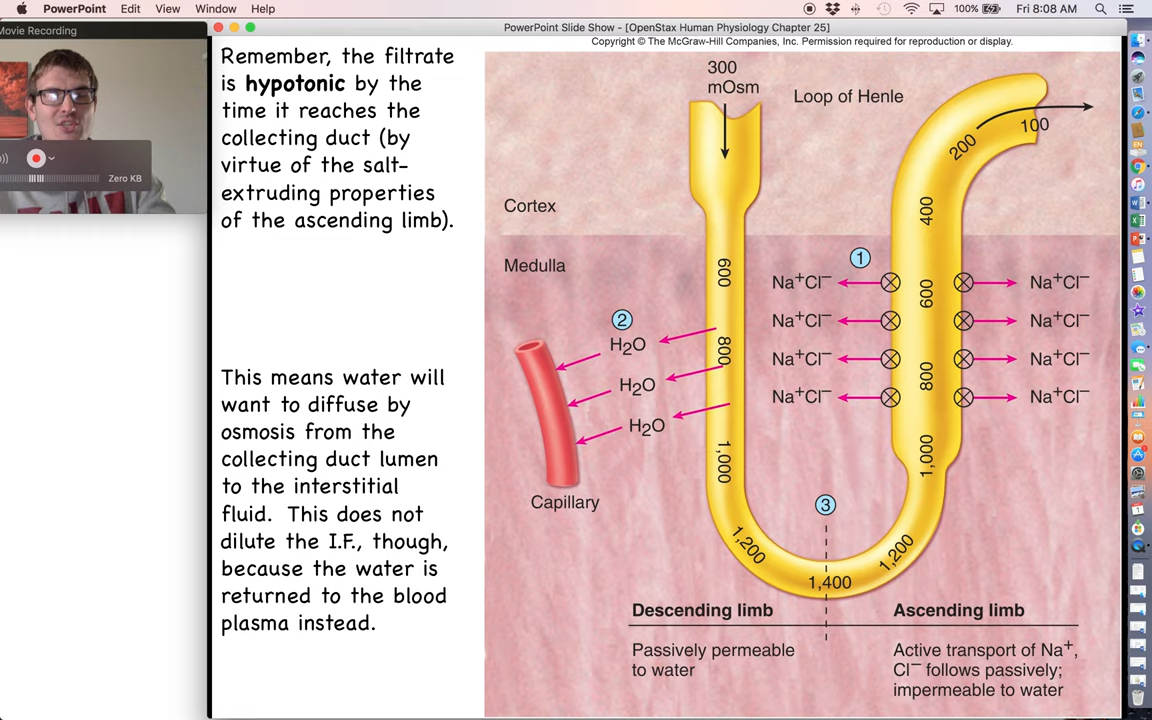 PowerPoint Edit View Window Help 100% Fri 8:08 AM
Movie Recording
PowerPoint Slide Show - [OpenStax Human Physiology Chapter 25]
Copyright © The McGraw-Hill Companies, Inc. Permission required for reproduction or display.
Zero KB
Remember, the filtrate
is hypotonic by the
time it reaches the
collecting duct (by
virtue of the salt-
extruding properties
of the ascending limb).
This means water will
want to diffuse by
osmosis from the
collecting duct lumen
to the interstitial
fluid. This does not
dilute the I.F., though,
because the water is
returned to the blood
plasma instead.
300
mOsm
Loop of Henle
200
100
Cortex
400
Medulla
1
600
Na+Cl− 600 Na+Cl−
2
Na+Cl− Na+Cl−
H2O
800
Na+Cl− 800 Na+Cl−
H2O
Na+Cl− Na+Cl−
H2O
1,000
1,000
Capillary
3
1,200
1,200
1,400
Descending limb
Ascending limb
Passively permeable
to water
Active transport of Na+,
Cl− follows passively;
impermeable to water